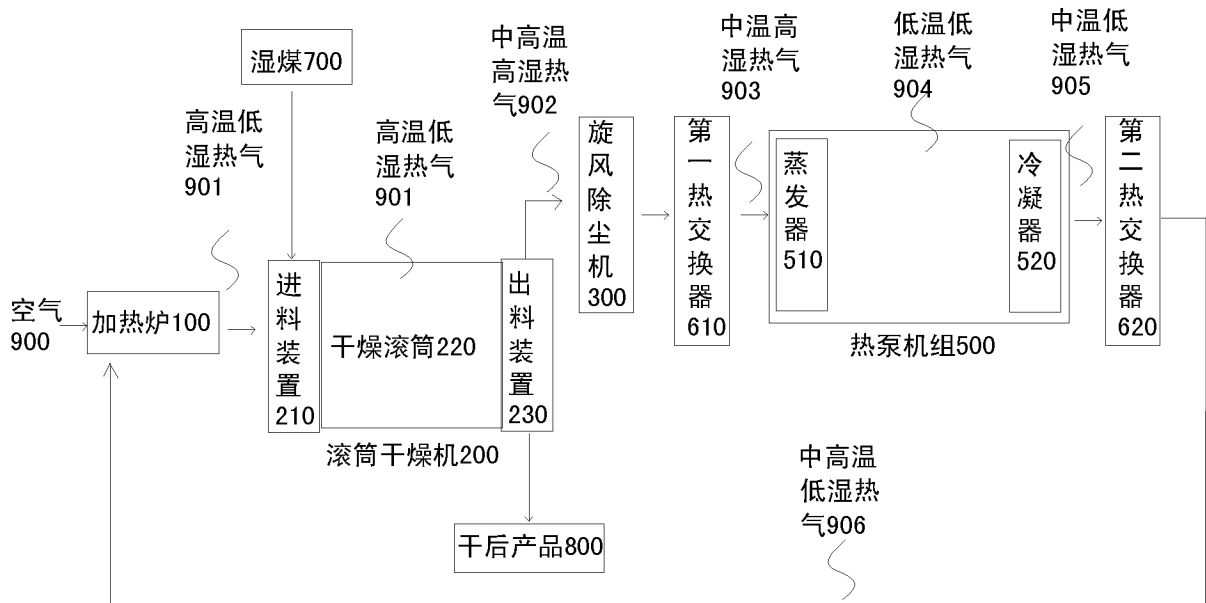 湿煤700
高温低
湿热气
901
高温低
湿热气
901
中高温
高湿热
气902
中温高
湿热气
903
低温低
湿热气
904
中温低
湿热气
905
空气
900
加热炉100
进料装置
210
干燥滚筒220
出料装置
230
滚筒干燥机200
干后产品800
旋风除尘机
300
第一热交换器
610
蒸发器
510
冷凝器
520
热泵机组500
第二热交换器
620
中高温
低湿热
气906